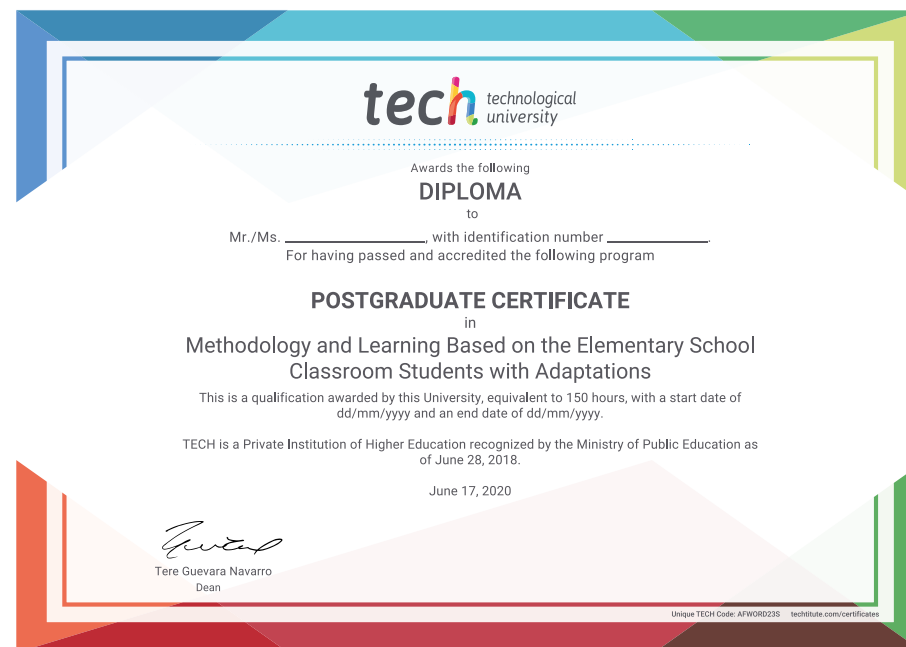 tech technological
university
Awards the following
DIPLOMA
to
Mr./Ms. ____________________, with identification number ______________.
For having passed and accredited the following program
POSTGRADUATE CERTIFICATE
in
Methodology and Learning Based on the Elementary School
Classroom Students with Adaptations
This is a qualification awarded by this University, equivalent to 150 hours, with a start date of
dd/mm/yyyy and an end date of dd/mm/yyyy.
TECH is a Private Institution of Higher Education recognized by the Ministry of Public Education as
of June 28, 2018.
June 17, 2020
Tere Guevara Navarro
Dean
Unique TECH Code: AFWORD23S techtitute.com/certificates